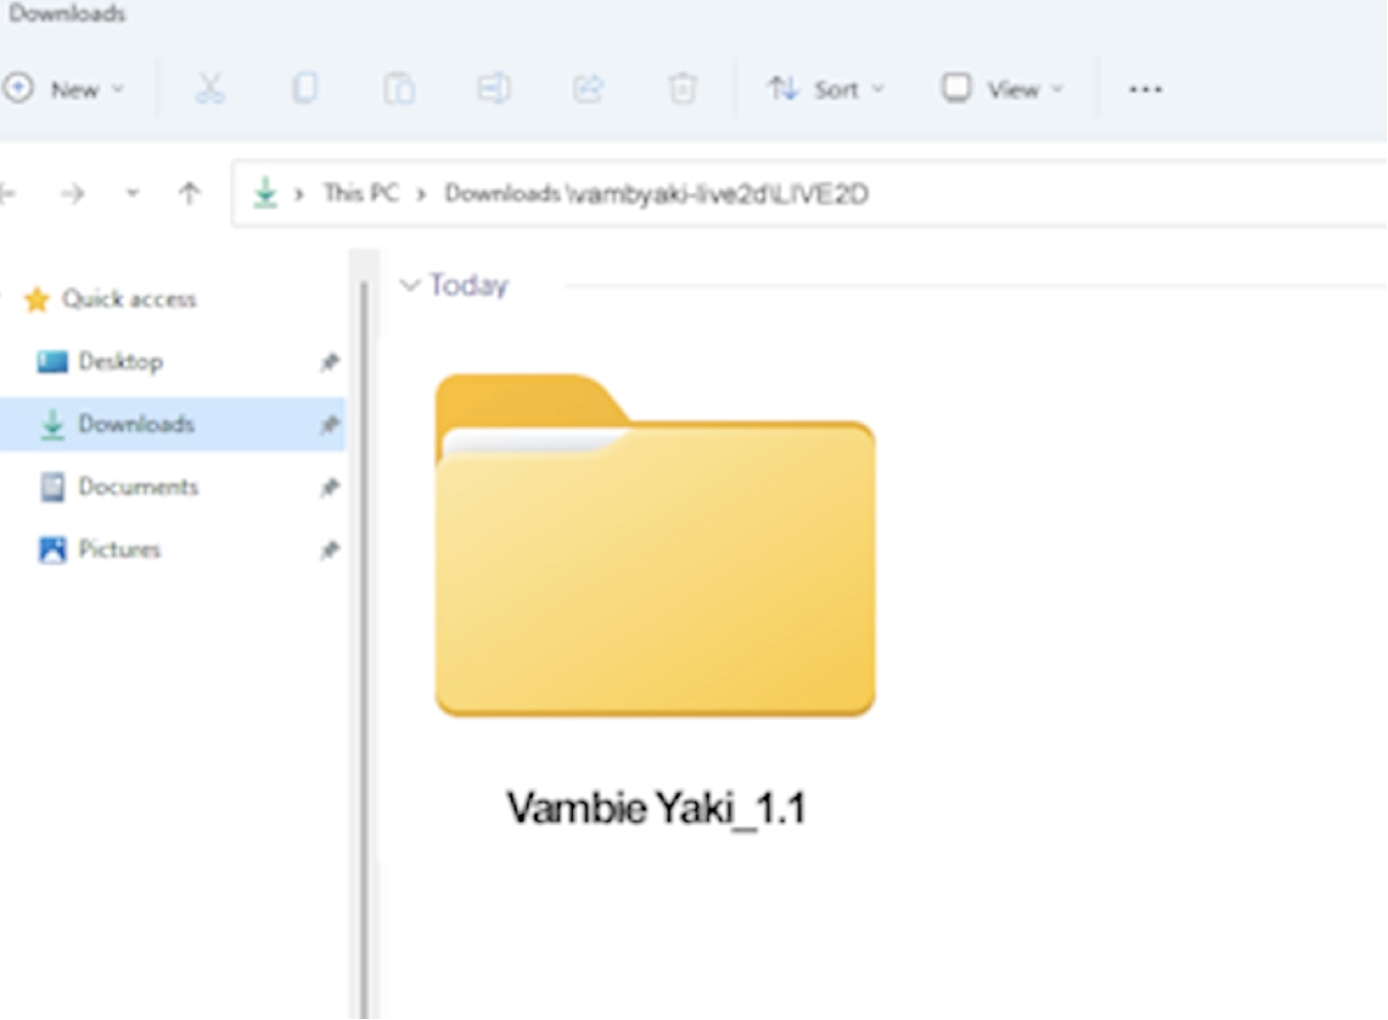 Downloads
New
Sort
View
This PC > Downloads \vambyaki-live2d\LIVE2D
Quick access
Desktop
Downloads
Documents
Pictures
Today
Vambie Yaki_1.1